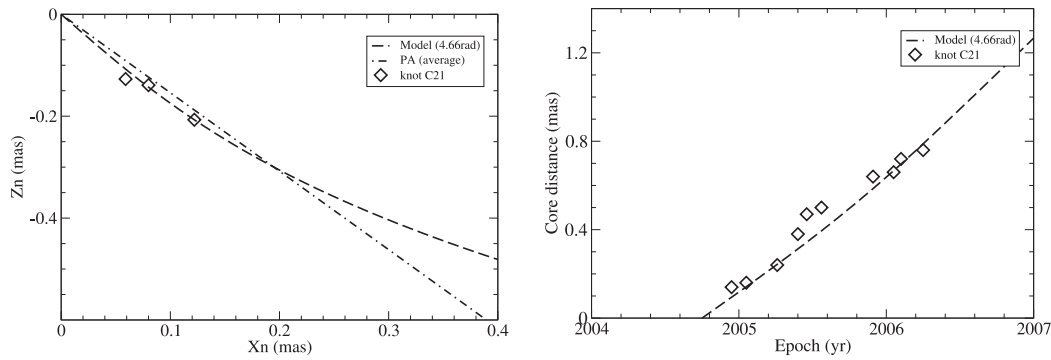 0
-0.2
-0.4
Zn (mas)
0
0.1
0.2
0.3
0.4
Xn (mas)
Model (4.66rad)
PA (average)
knot C21
1.2
0.8
0.4
0
Core distance (mas)
2004
2005
2006
2007
Epoch (yr)
Model (4.66rad)
knot C21